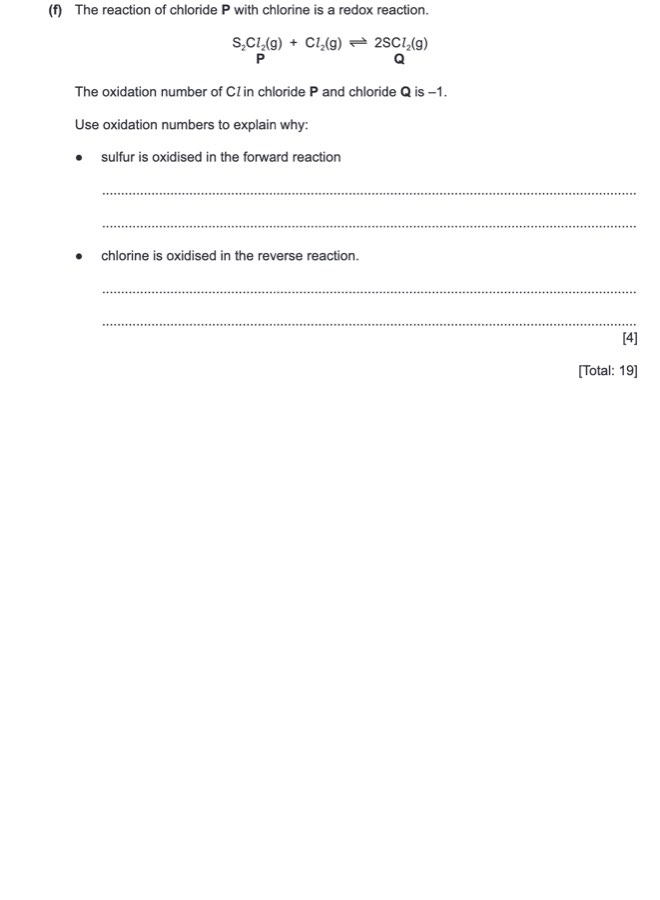 (f) The reaction of chloride P with chlorine is a redox reaction.
S₂Cl₂(g) + Cl₂(g) ⇌ 2SCl₂(g)
P Q
The oxidation number of Cl in chloride P and chloride Q is –1.
Use oxidation numbers to explain why:
• sulfur is oxidised in the forward reaction
• chlorine is oxidised in the reverse reaction.
[4]
[Total: 19]